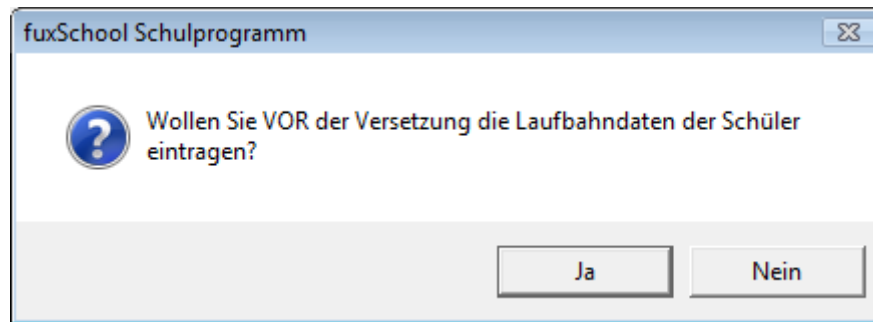 fuxSchool Schulprogramm
Wollen Sie VOR der Versetzung die Laufbahndaten der Schüler
eintragen?
Ja
Nein